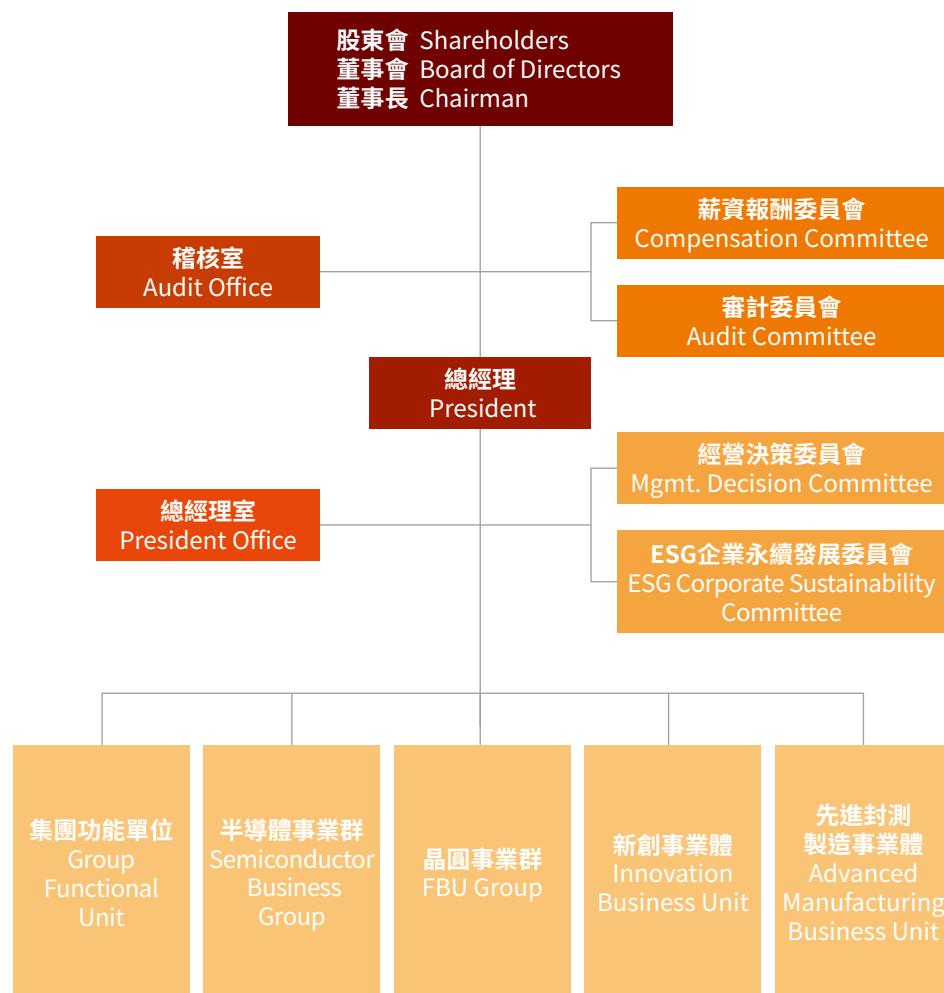 股東會 Shareholders
董事會 Board of Directors
董事長 Chairman
薪資報酬委員會
Compensation Committee
稽核室
Audit Office
審計委員會
Audit Committee
總經理
President
經營決策委員會
Mgmt. Decision Committee
總經理室
President Office
ESG企業永續發展委員會
ESG Corporate Sustainability
Committee
集團功能單位
Group
Functional
Unit
半導體事業群
Semiconductor
Business
Group
晶圓事業群
FBU Group
新創事業體
Innovation
Business Unit
先進封測
製造事業體
Advanced
Manufacturing
Business Unit